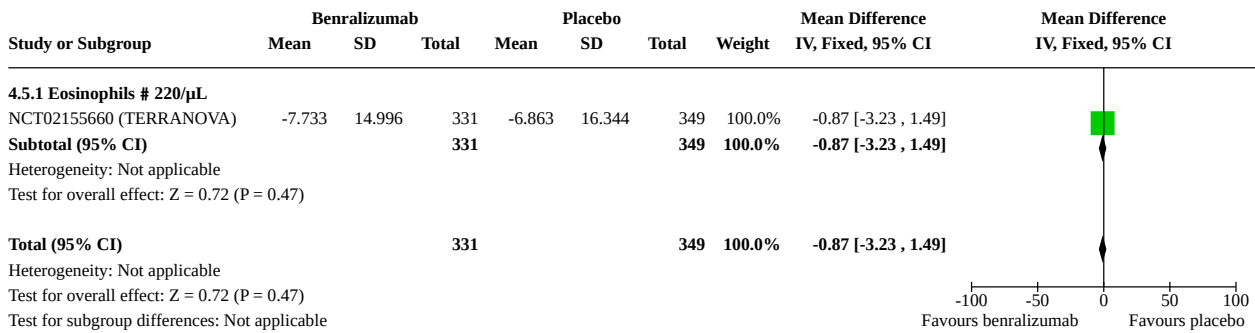 Benralizumab Placebo Mean Difference Mean Difference
Study or Subgroup Mean SD Total Mean SD Total Weight IV, Fixed, 95% CI IV, Fixed, 95% CI
4.5.1 Eosinophils # 220/µL
NCT02155660 (TERRANOVA) -7.733 14.996 331 -6.863 16.344 349 100.0% -0.87 [-3.23 , 1.49]
Subtotal (95% CI) 331 349 100.0% -0.87 [-3.23 , 1.49]
Heterogeneity: Not applicable
Test for overall effect: Z = 0.72 (P = 0.47)
Total (95% CI) 331 349 100.0% -0.87 [-3.23 , 1.49]
Heterogeneity: Not applicable
Test for overall effect: Z = 0.72 (P = 0.47)
-100 -50 0 50 100
Test for subgroup differences: Not applicable Favours benralizumab Favours placebo